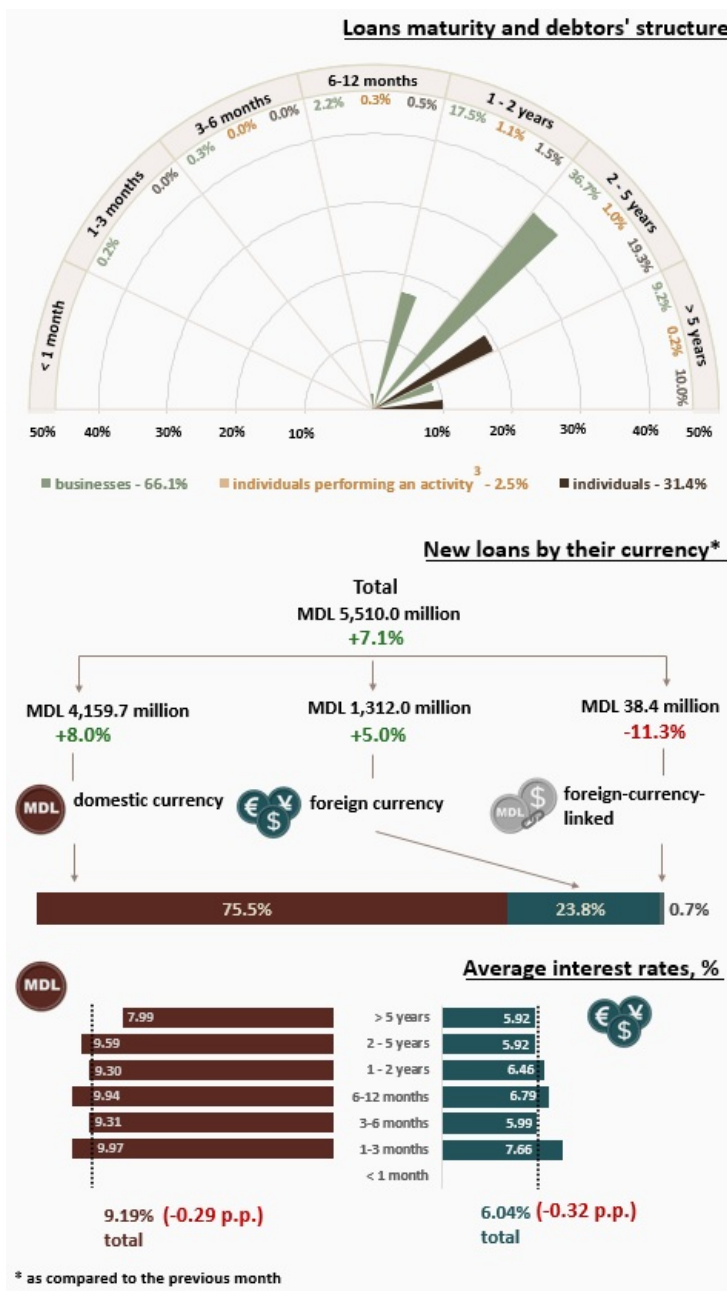 Loans maturity and debtors' structure
< 1 month
1-3 months
3-6 months
6-12 months
1 - 2 years
2 - 5 years
> 5 years
0.2%
0.0%
0.3%
0.0%
0.0%
2.2%
0.3%
0.5%
17.5%
1.1%
1.5%
36.7%
1.0%
19.3%
9.2%
0.2%
10.0%
50% 40% 30% 20% 10% 10% 20% 30% 40% 50%
businesses - 66.1% individuals performing an activity 3 - 2.5% individuals - 31.4%
New loans by their currency*
Total
MDL 5,510.0 million
+7.1%
MDL 4,159.7 million MDL 1,312.0 million MDL 38.4 million
+8.0% +5.0% -11.3%
MDL domestic currency € ¥ $ foreign currency MDL $ foreign-currency-
linked
75.5% 23.8% 0.7%
Average interest rates, %
MDL
€ ¥ $
7.99 > 5 years 5.92
9.59 2 - 5 years 5.92
9.30 1 - 2 years 6.46
9.94 6-12 months 6.79
9.31 3-6 months 5.99
9.97 1-3 months 7.66
< 1 month
9.19% (-0.29 p.p.) 6.04% (-0.32 p.p.)
total total
* as compared to the previous month